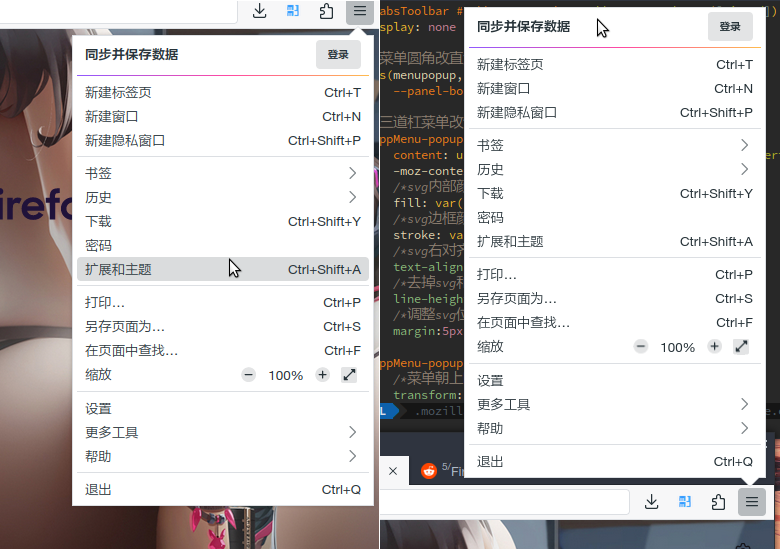 同步并保存数据 登录
新建标签页 Ctrl+T
新建窗口 Ctrl+N
新建隐私窗口 Ctrl+Shift+P
书签
历史
下载 Ctrl+Shift+Y
密码
扩展和主题 Ctrl+Shift+A
打印… Ctrl+P
另存页面为… Ctrl+S
在页面中查找… Ctrl+F
缩放 100%
设置
更多工具
帮助
退出 Ctrl+Q
irefo
absToolbar #
splay: none
菜单圆角改直
s(menupopup,
--panel-bo
三道杠菜单改
ppMenu-popup
content: u
-moz-conte
/*svg内部颜
fill: var(
/*svg边框颜
stroke: va
/*svg右对齐
text-align
/*去掉svg和
line-heigh
/*调整svg位
margin:5px
ppMenu-popup
/*菜单朝上
transform:
L .mozill
同步并保存数据 登录
新建标签页 Ctrl+T
新建窗口 Ctrl+N
新建隐私窗口 Ctrl+Shift+P
书签
历史
下载 Ctrl+Shift+Y
密码
扩展和主题 Ctrl+Shift+A
打印… Ctrl+P
另存页面为… Ctrl+S
在页面中查找… Ctrl+F
缩放 100%
设置
更多工具
帮助
退出 Ctrl+Q
5/Fir